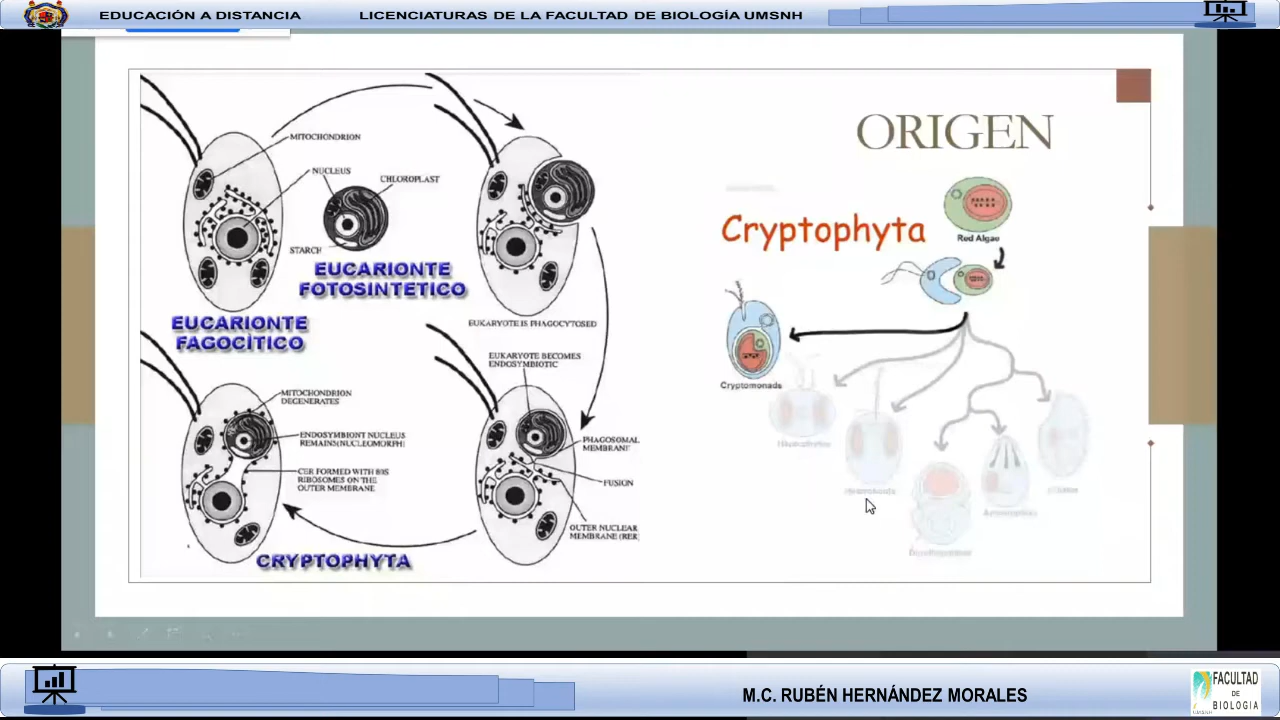 EDUCACIÓN A DISTANCIA
LICENCIATURAS DE LA FACULTAD DE BIOLOGÍA UMSNH
ORIGEN
MITOCHONDRION
NUCLEUS
CHLOROPLAST
STARCH
EUCARIONTE
FOTOSINTÉTICO
EUCARIONTE
FAGOCÍTICO
EUKARYOTE IS PHAGOCYTOSED
EUKARYOTE BECOMES
ENDOSYMBIOTIC
PHAGOSOMAL
MEMBRANE
FUSION
OUTER NUCLEAR
MEMBRANE (RER)
MITOCHONDRION
DEGENERATES
ENDOSYMBIONT NUCLEUS
REMAINS (NUCLEOMORPH)
CER FORMED WITH 80S
RIBOSOMES ON THE
OUTER MEMBRANE
CRYPTOPHYTA
Cryptophyta
Red Algae
Cryptomonads
M.C. RUBÉN HERNÁNDEZ MORALES
FACULTAD
DE
BIOLOGIA